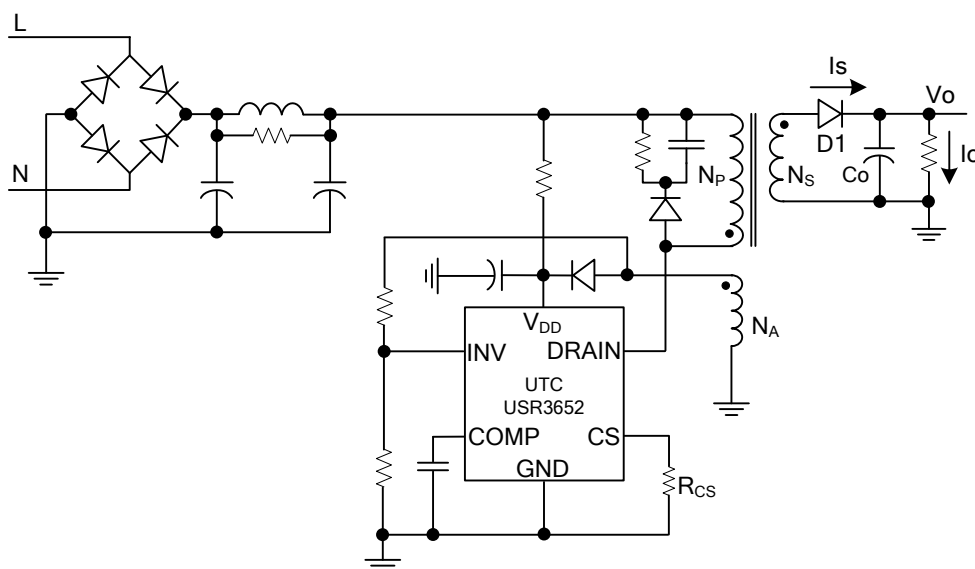 L
Is
Vo
D1
Io
N
NP
NS
Co
VDD
NA
INV
DRAIN
UTC
USR3652
COMP
CS
GND
RCS